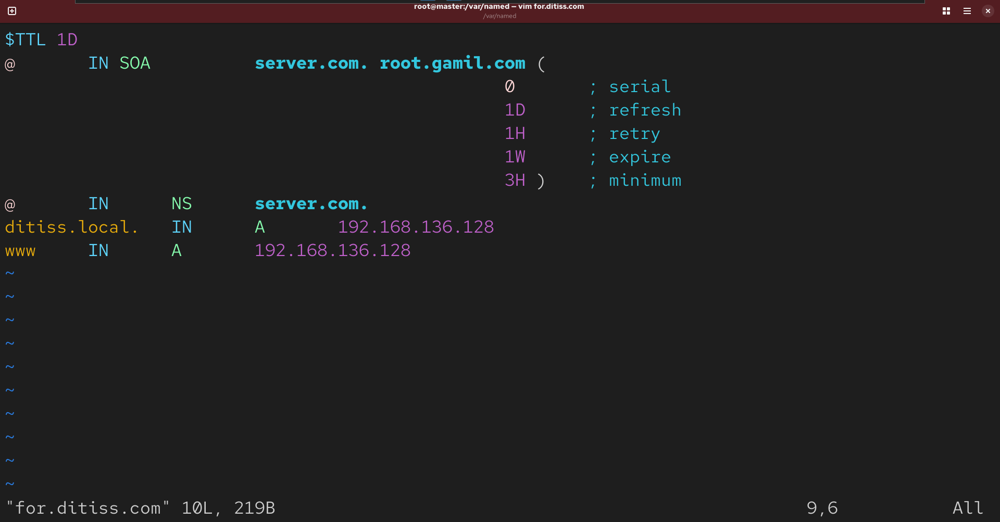 root@master:/var/named — vim for.ditiss.com
/var/named
$TTL 1D
@ IN SOA server.com. root.gamil.com (
0 ; serial
1D ; refresh
1H ; retry
1W ; expire
3H ) ; minimum
@ IN NS server.com.
ditiss.local. IN A 192.168.136.128
www IN A 192.168.136.128
~
~
~
~
~
~
~
~
~
~
"for.ditiss.com" 10L, 219B 9,6 All